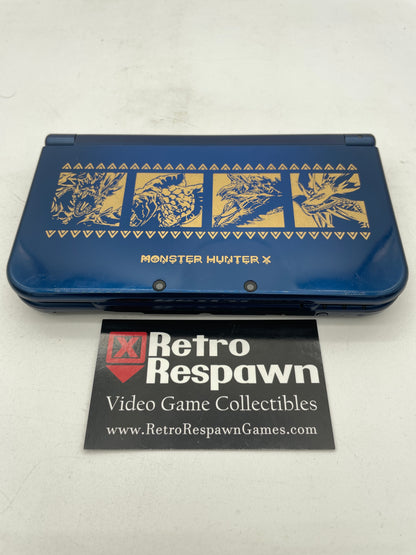 MONSTER HUNTER X
Retro
Respawn
Video Game Collectibles
www.RetroRespawnGames.com